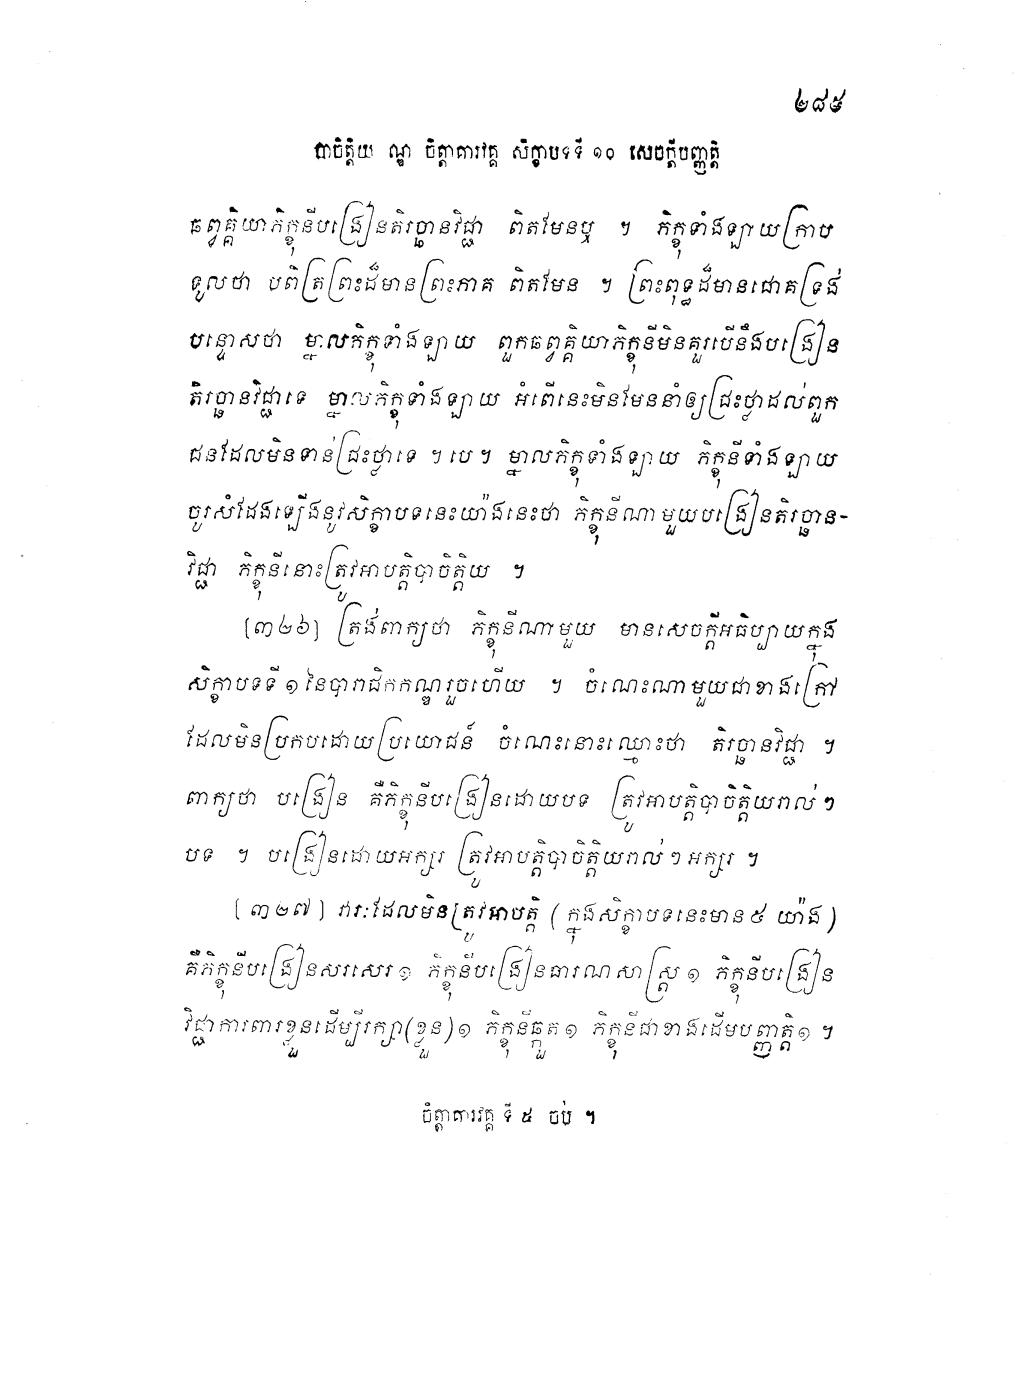 ២៨៥
បាចិត្តិយ កណ្ឌ ចិត្តាគារវគ្គ សិក្ខាបទទី ១០ សេចក្តីបញ្ញត្តិ
ឆព្វគ្គិយាភិក្ខុនីបង្រៀនតិរច្ឆានវិជ្ជា ពិតមែនឬ ។ ភិក្ខុទាំងឡាយក្រាប
ទូលថា បពិត្រព្រះដ៏មានព្រះភាគ ពិតមែន ។ ព្រះពុទ្ធដ៏មានជោគទ្រង់
បន្ទោសថា ម្នាលភិក្ខុទាំងឡាយ ពួកឆព្វគ្គិយាភិក្ខុនីមិនគួរបើនឹងបង្រៀន
តិរច្ឆានវិជ្ជាទេ ម្នាលភិក្ខុទាំងឡាយ អំពើនេះមិនមែននាំឲ្យជ្រះថ្លាដល់ពួក
ជនដែលមិនទាន់ជ្រះថ្លាទេ ។ បេ ។ ម្នាលភិក្ខុទាំងឡាយ ភិក្ខុនីទាំងឡាយ
ចូរសំដែងឡើងនូវសិក្ខាបទនេះយ៉ាងនេះថា ភិក្ខុនីណាមួយបង្រៀនតិរច្ឆាន-
វិជ្ជា ភិក្ខុនីនោះត្រូវអាបត្តិបាចិត្តិយ ។
[៣២៦] ត្រង់ពាក្យថា ភិក្ខុនីណាមួយ មានសេចក្តីអធិប្បាយក្នុង
សិក្ខាបទទី ១ នៃបារាជិកកណ្ឌរួចហើយ ។ ចំណេះណាមួយជាខាងក្រៅ
ដែលមិនប្រកបដោយប្រយោជន៍ ចំណេះនោះឈ្មោះថា តិរច្ឆានវិជ្ជា ។
ពាក្យថា បង្រៀន គឺភិក្ខុនីបង្រៀនដោយបទ ត្រូវអាបត្តិបាចិត្តិយរាល់ៗ
បទ ។ បង្រៀនដោយអក្សរ ត្រូវអាបត្តិបាចិត្តិយរាល់ៗអក្សរ ។
[៣២៧] វារៈដែលមិនត្រូវអាបត្តិ (ក្នុងសិក្ខាបទនេះមាន ៥ យ៉ាង)
គឺភិក្ខុនីបង្រៀនសរសេរ ១ ភិក្ខុនីបង្រៀនធារណសាស្ត្រ ១ ភិក្ខុនីបង្រៀន
វិជ្ជាការពារខ្លួនដើម្បីរក្សា (ខ្លួន) ១ ភិក្ខុនីឆ្កួត ១ ភិក្ខុនីជាខាងដើមបញ្ញត្តិ ១ ។
ចិត្តាគារវគ្គ ទី ៥ ចប់ ។